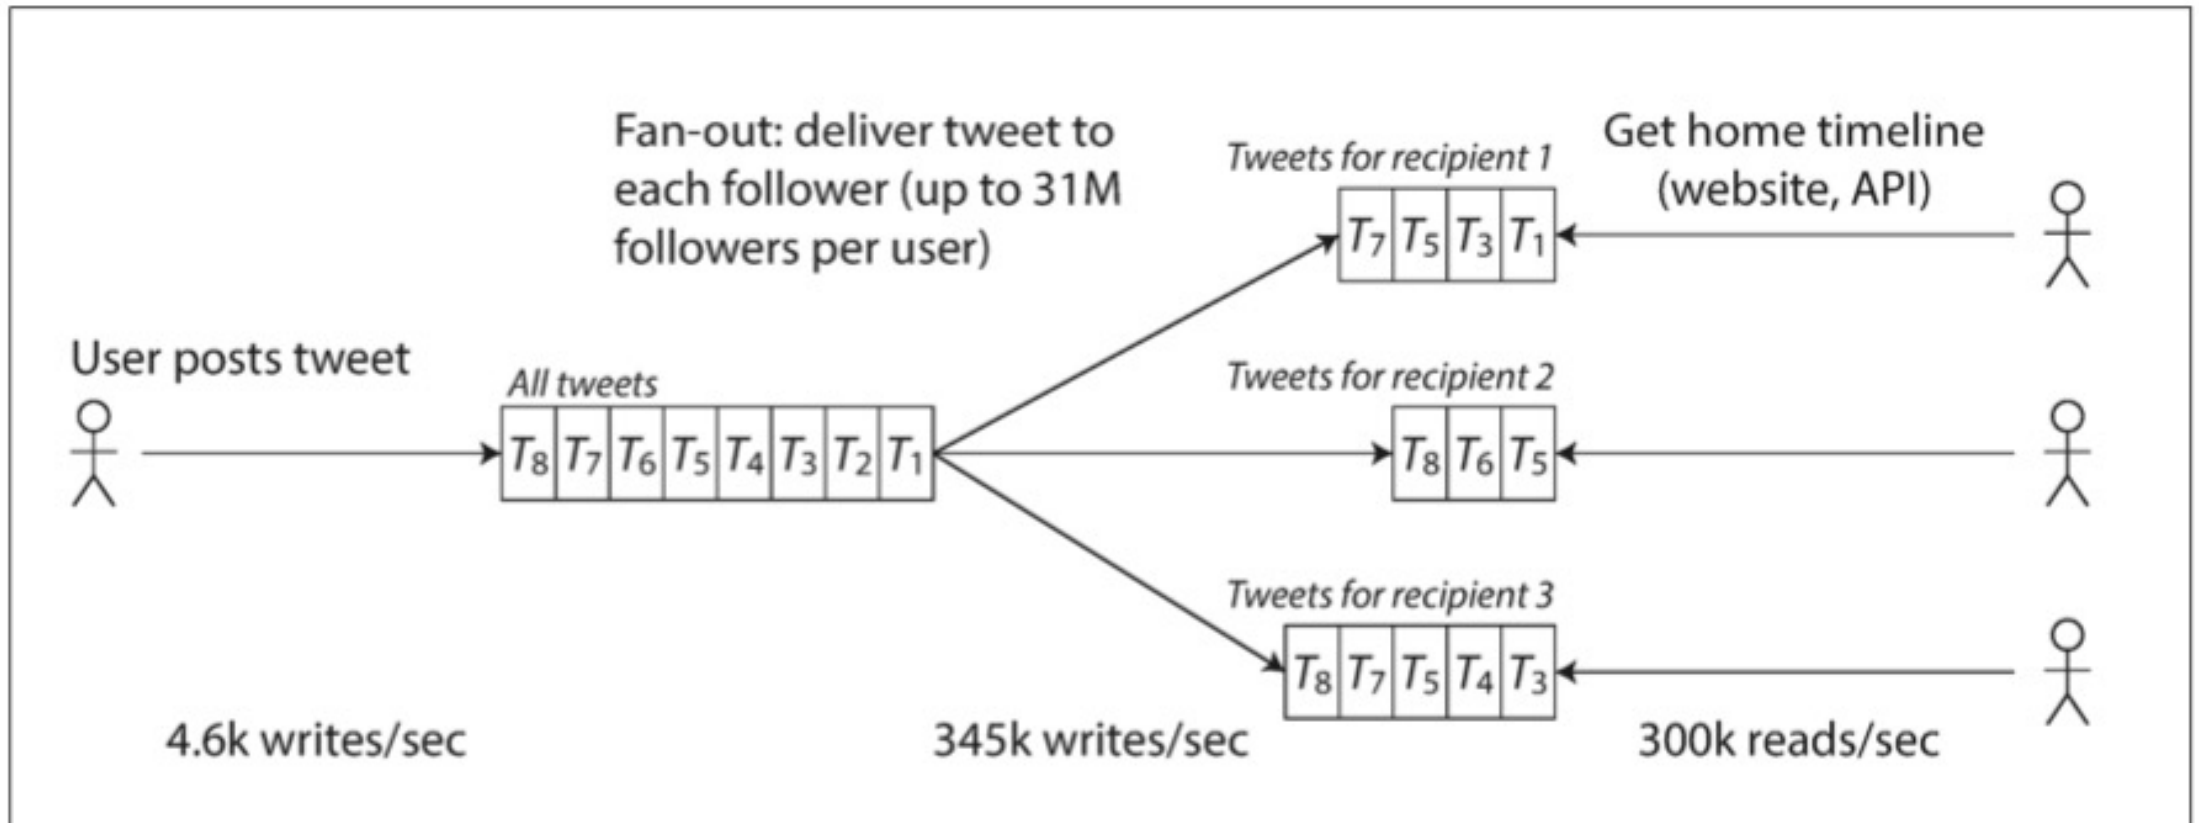 Fan-out: deliver tweet to
each follower (up to 31M
followers per user)
Tweets for recipient 1
Get home timeline
(website, API)
T₇ T₅ T₃ T₁
User posts tweet
All tweets
T₈ T₇ T₆ T₅ T₄ T₃ T₂ T₁
Tweets for recipient 2
T₈ T₆ T₅
Tweets for recipient 3
T₈ T₇ T₅ T₄ T₃
4.6k writes/sec
345k writes/sec
300k reads/sec